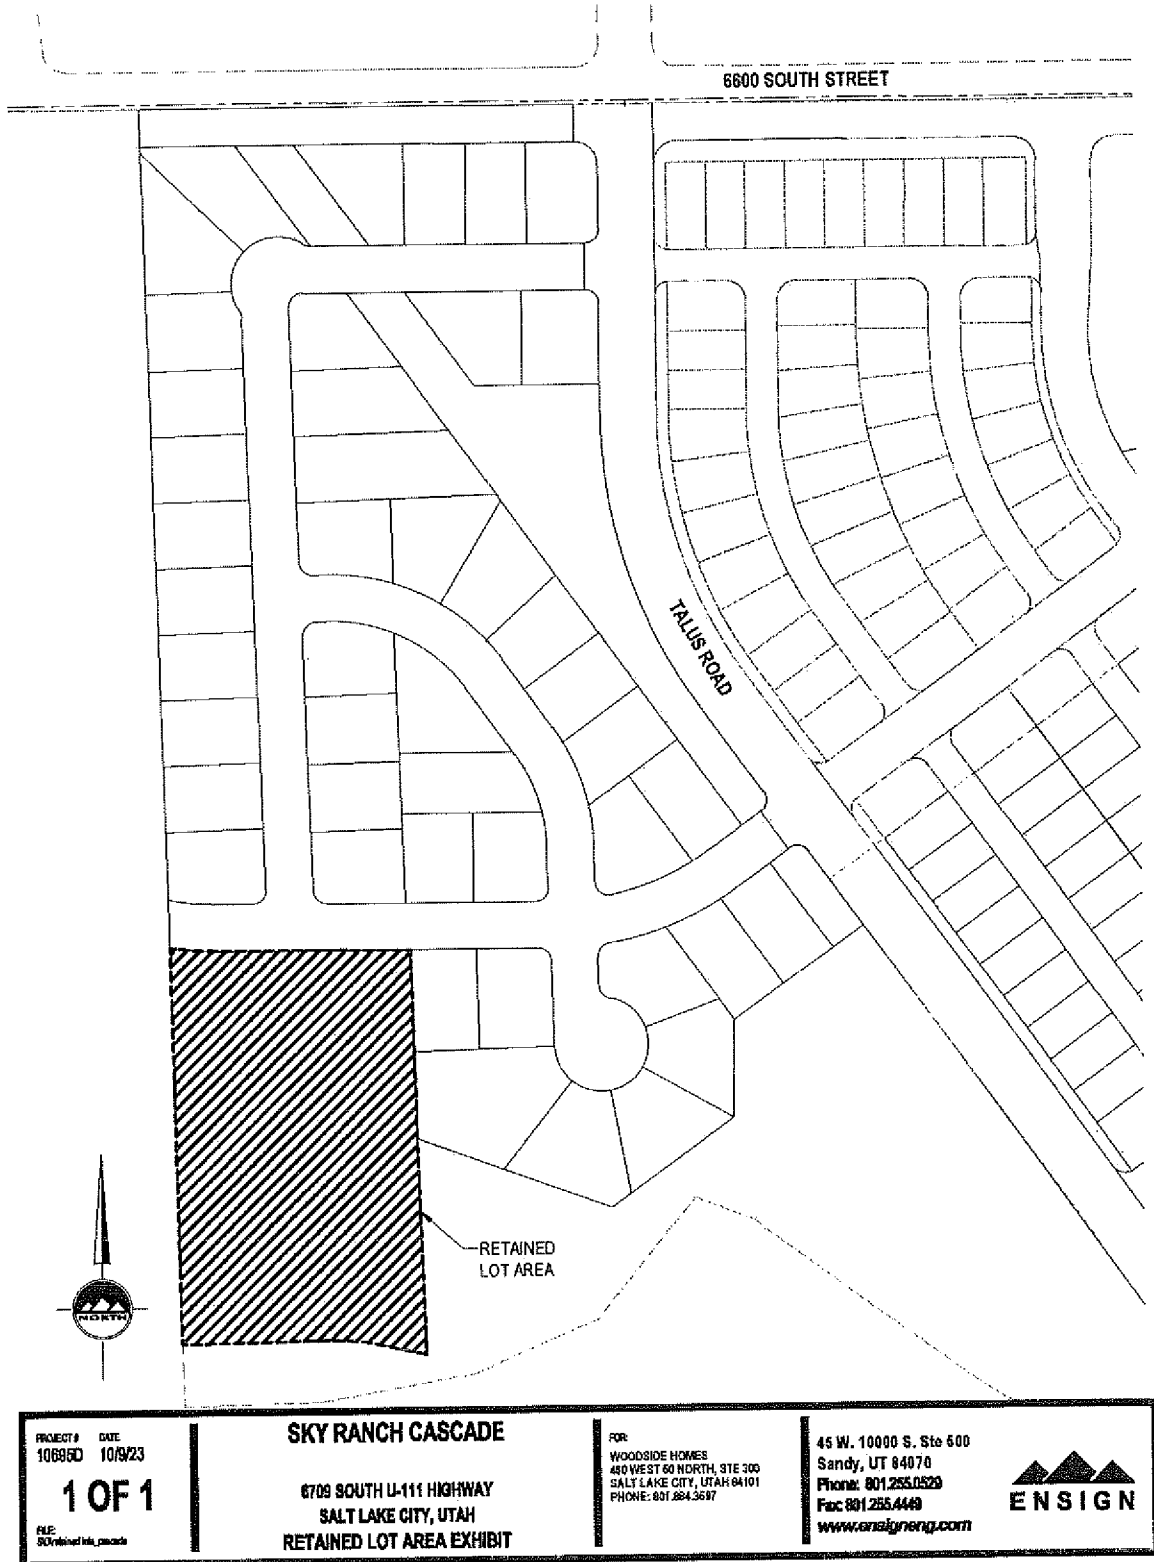 6600 SOUTH STREET
TALUS ROAD
RETAINED
LOT AREA
NORTH
PROJECT # DATE
10695D 10/9/23
1 OF 1
FILE:
SKY RANCH CASCADE
6709 SOUTH U-111 HIGHWAY
SALT LAKE CITY, UTAH
RETAINED LOT AREA EXHIBIT
FOR:
WOODSIDE HOMES
460 WEST 50 NORTH, STE 300
SALT LAKE CITY, UTAH 84101
PHONE: 801.884.3697
45 W. 10000 S. Ste 500
Sandy, UT 84070
Phone: 801.255.0529
Fax: 801.255.4449
www.ensigneng.com
ENSIGN